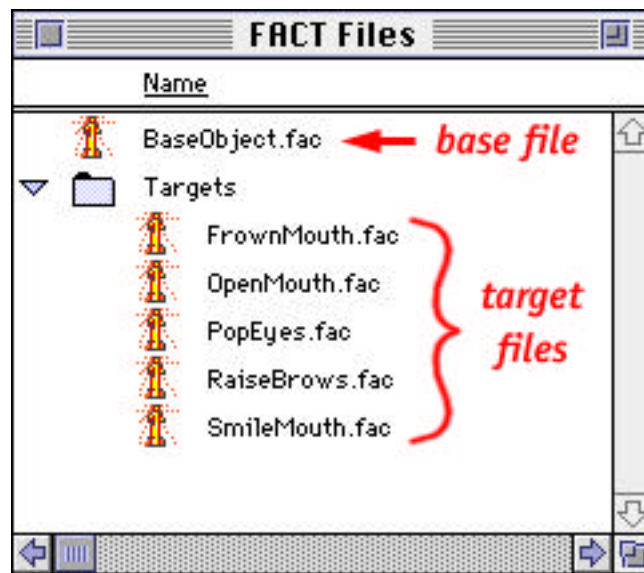 FACT Files
Name
BaseObject.fac base file
Targets
FrownMouth.fac
OpenMouth.fac
PopEyes.fac
RaiseBrows.fac
SmileMouth.fac
target
files